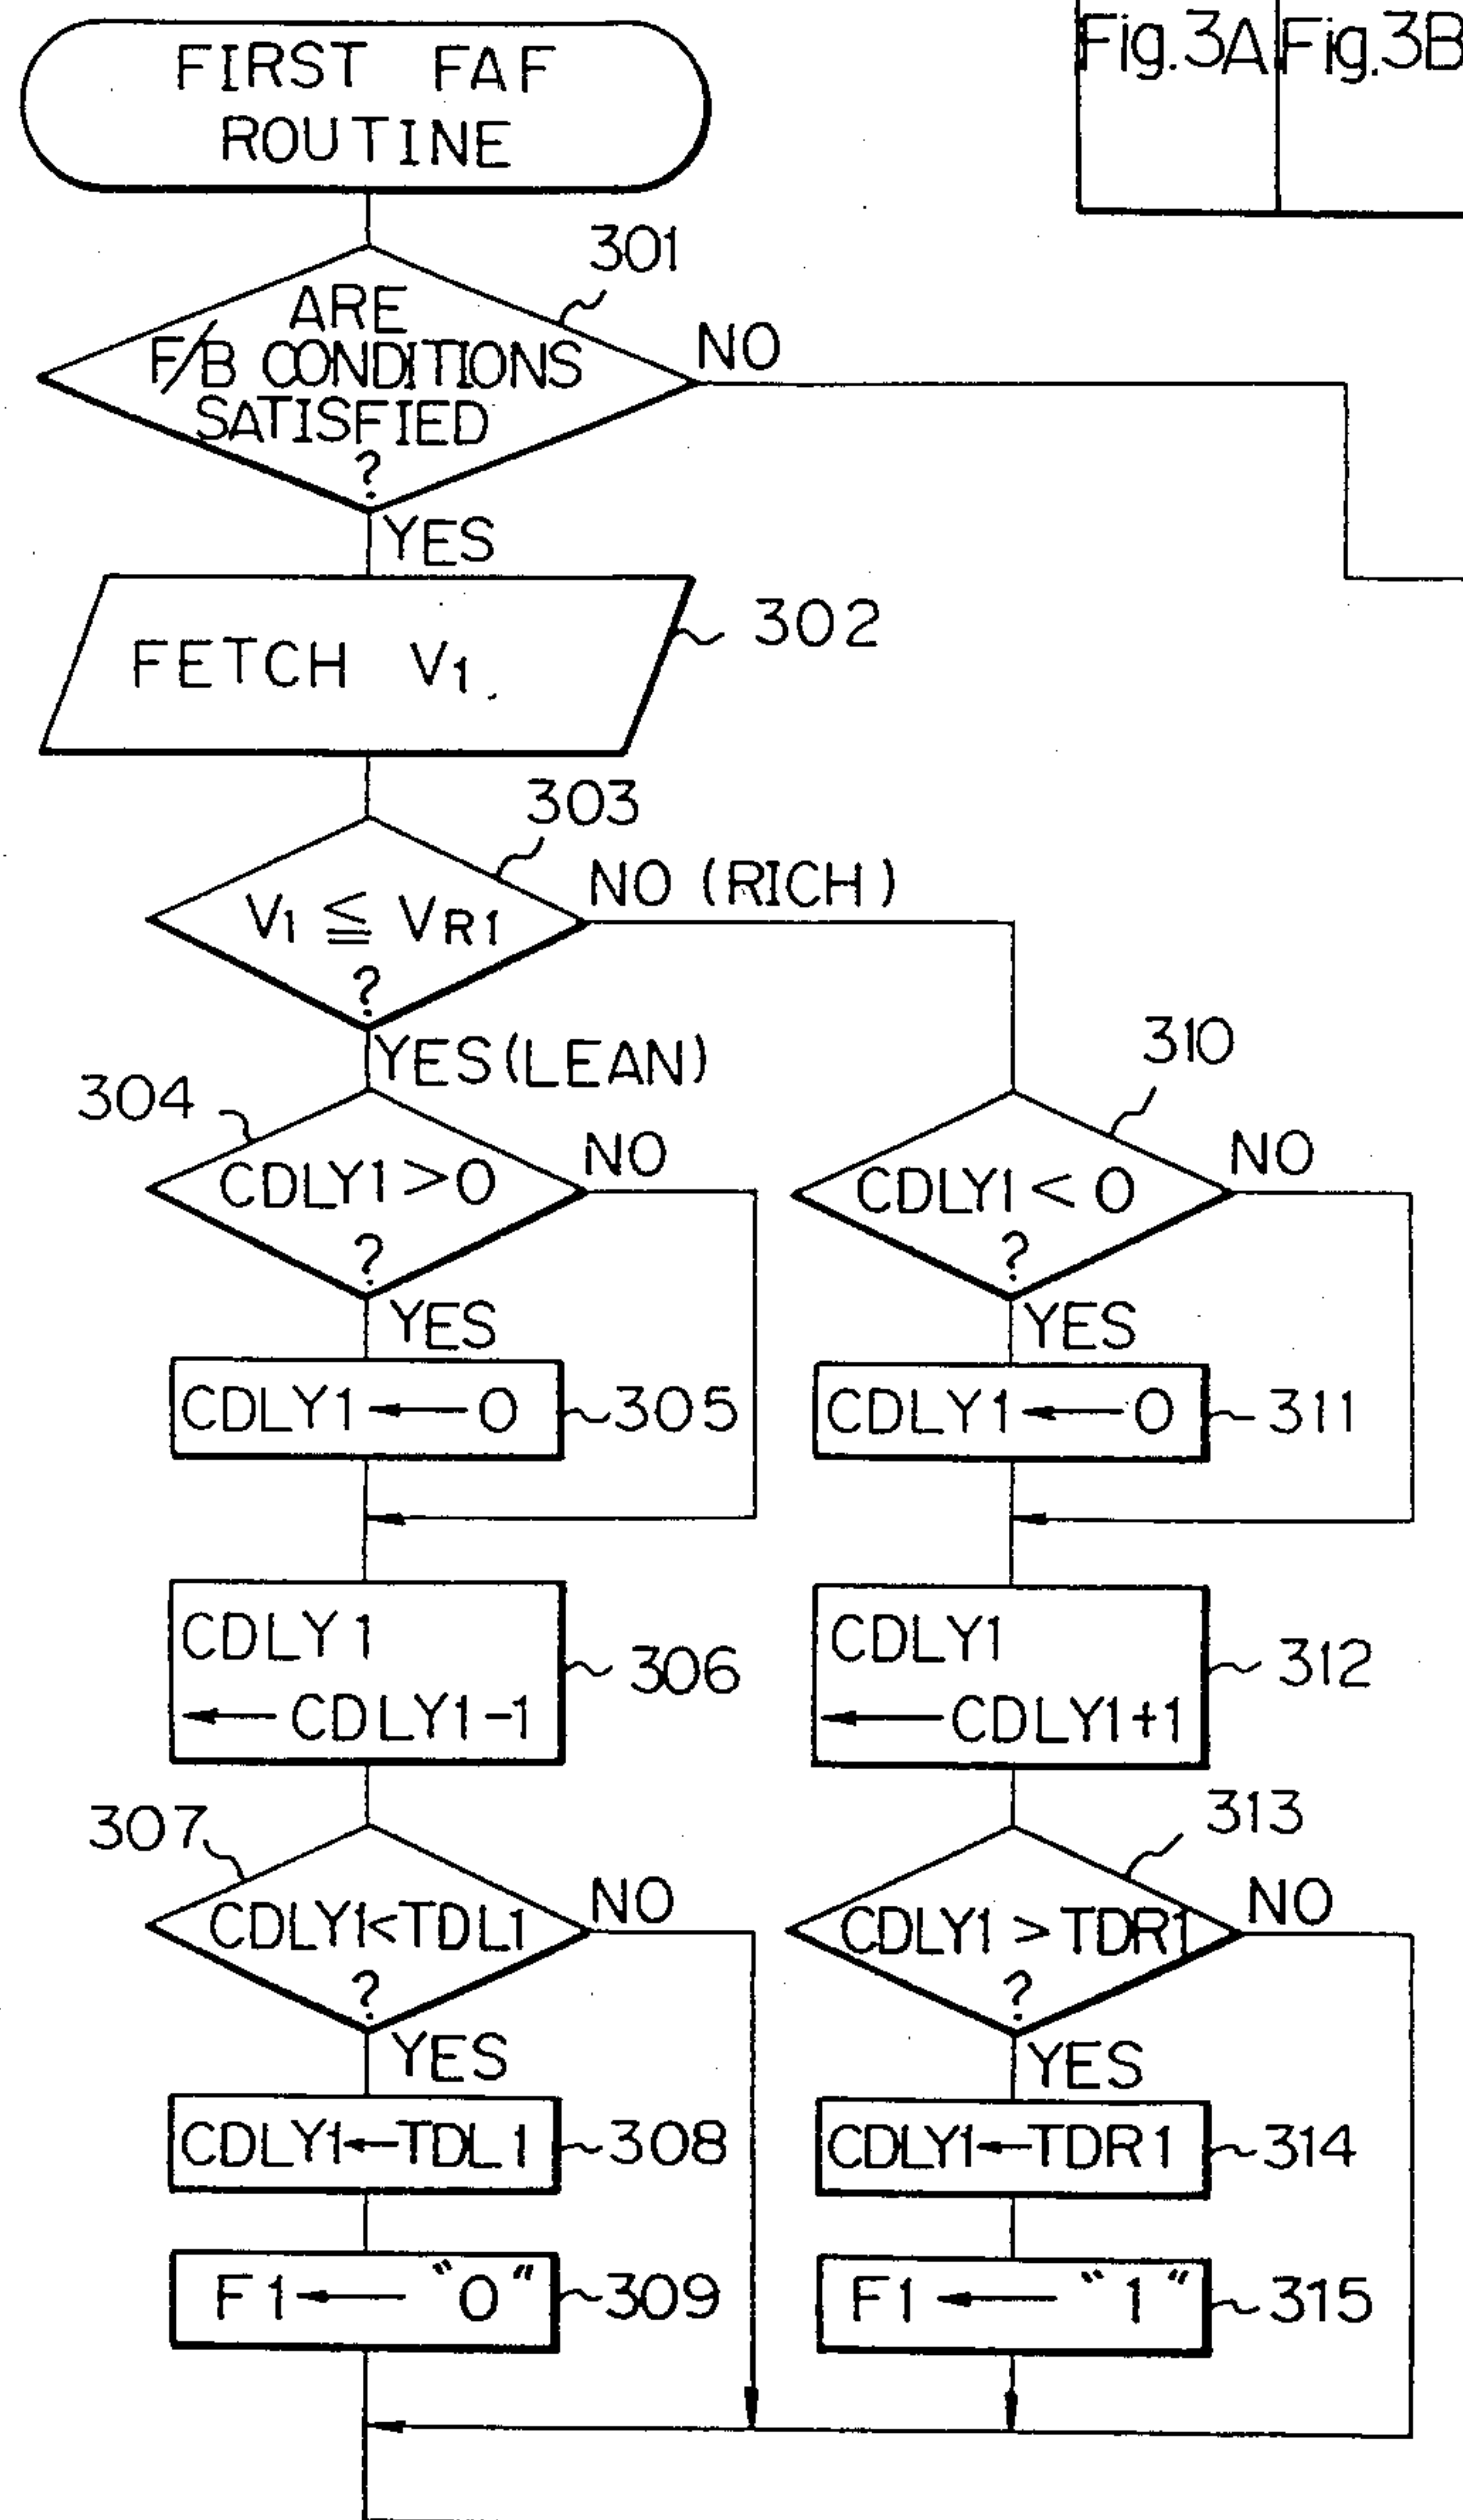 FIRST FAF
ROUTINE
Fig.3A Fig.3B
301
ARE
F/B CONDITIONS
SATISFIED
?
NO
YES
302
FETCH V1
303
V1 ≦ VR1
?
NO (RICH)
YES (LEAN)
304
CDLY1 > 0
?
NO
YES
310
CDLY1 < 0
?
NO
YES
CDLY1 ← 0
305
CDLY1 ← 0
311
CDLY1
← CDLY1-1
306
CDLY1
← CDLY1+1
312
307
CDLY1<TDL1
?
NO
YES
313
CDLY1 > TDR1
?
NO
YES
CDLY1←TDL1
308
CDLY1←TDR1
314
F1 ← "0"
309
F1 ← "1"
315